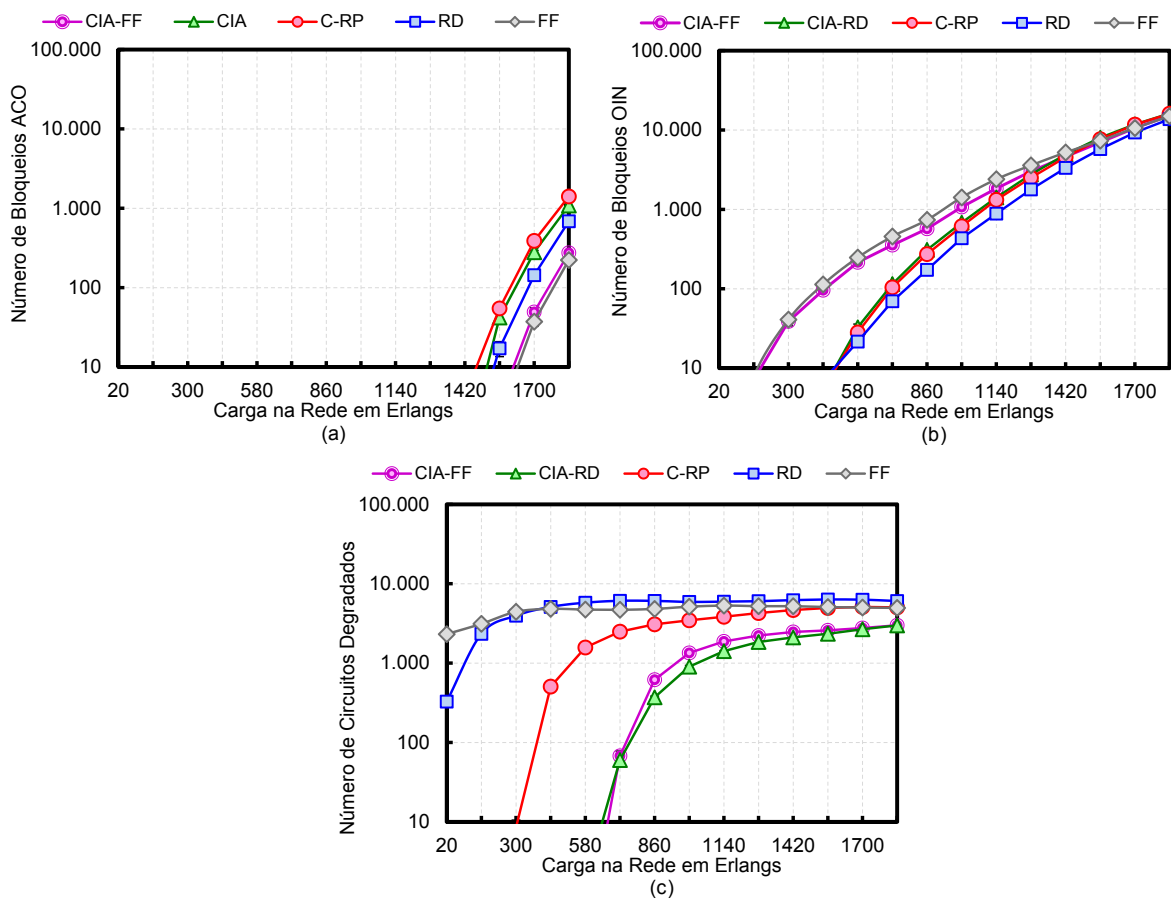 CIA-FF CIA C-RP RD FF
Número de Bloqueios ACO
100.000
10.000
1.000
100
10
20 300 580 860 1140 1420 1700
Carga na Rede em Erlangs
(a)
CIA-FF CIA-RD C-RP RD FF
Número de Bloqueios OIN
100.000
10.000
1.000
100
10
20 300 580 860 1140 1420 1700
Carga na Rede em Erlangs
(b)
CIA-FF CIA-RD C-RP RD FF
Número de Circuitos Degradados
100.000
10.000
1.000
100
10
20 300 580 860 1140 1420 1700
Carga na Rede em Erlangs
(c)